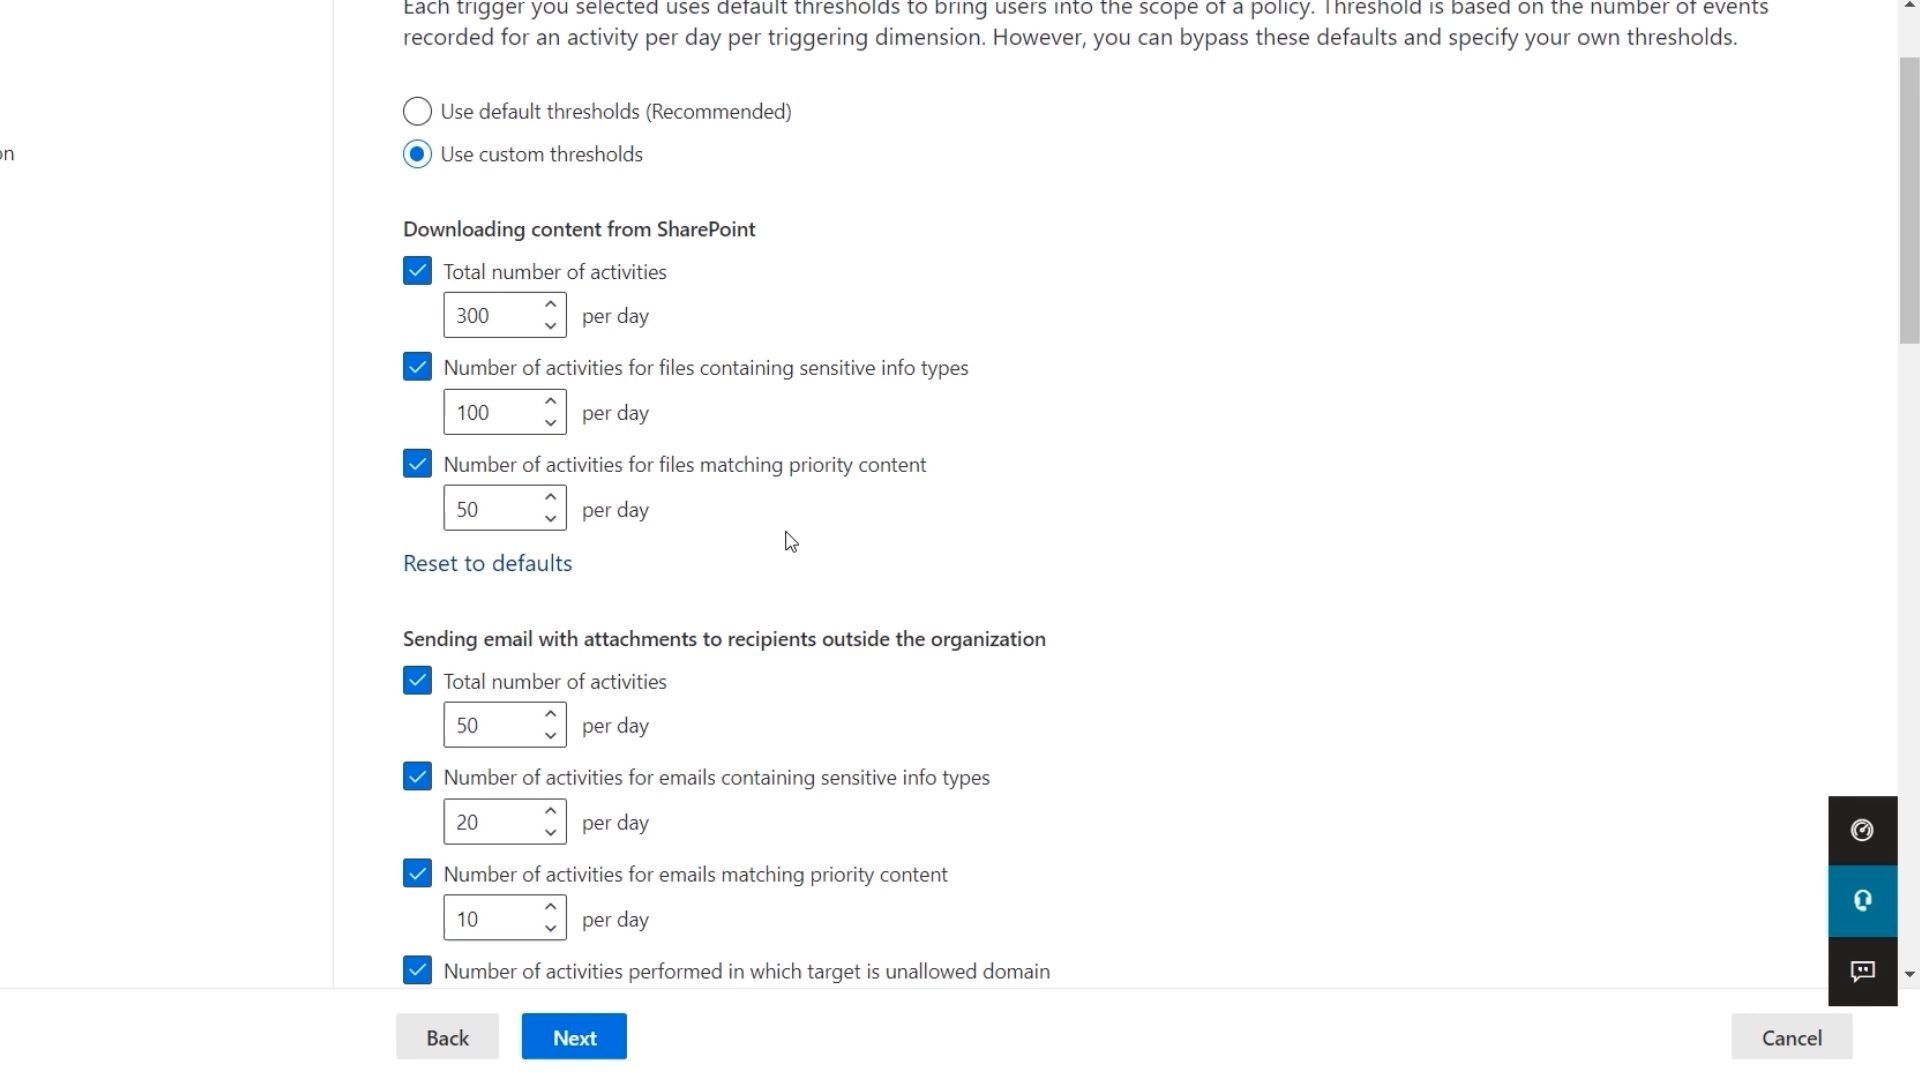 Each trigger you selected uses default thresholds to bring users into the scope of a policy. Threshold is based on the number of events
recorded for an activity per day per triggering dimension. However, you can bypass these defaults and specify your own thresholds.
Use default thresholds (Recommended)
on
Use custom thresholds
Downloading content from SharePoint
Total number of activities
300 per day
Number of activities for files containing sensitive info types
100 per day
Number of activities for files matching priority content
50 per day
Reset to defaults
Sending email with attachments to recipients outside the organization
Total number of activities
50 per day
Number of activities for emails containing sensitive info types
20 per day
Number of activities for emails matching priority content
10 per day
Number of activities performed in which target is unallowed domain
Back Next Cancel